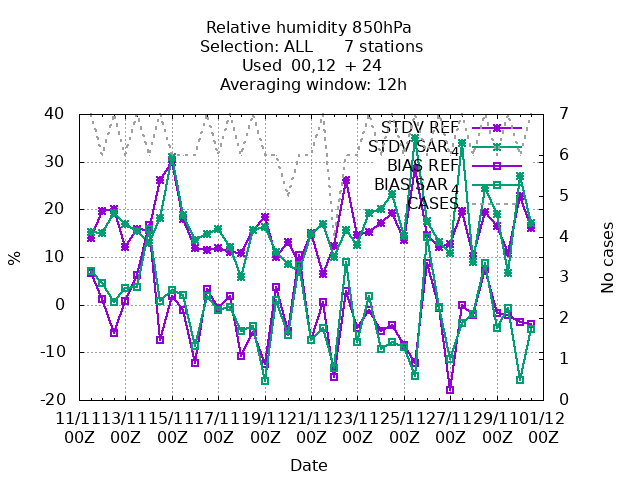 Relative humidity 850hPa
Selection: ALL 7 stations
Used 00,12 + 24
Averaging window: 12h
40
30
20
10
0
-10
-20
%
7
6
5
4
3
2
1
0
No cases
STDV REF
STDV SAR_4
BIAS REF
BIAS SAR_4
CASES
11/11 13/11 15/11 17/11 19/11 21/11 23/11 25/11 27/11 29/11 01/12
00Z 00Z 00Z 00Z 00Z 00Z 00Z 00Z 00Z 00Z 00Z
Date